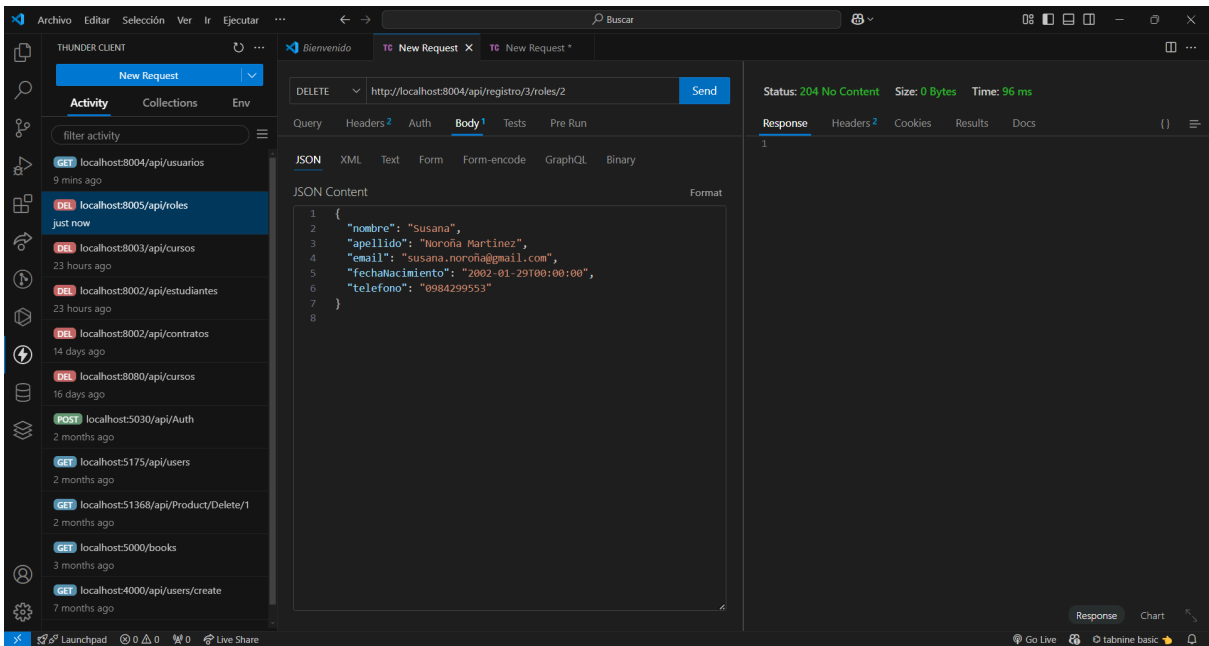 Archivo Editar Selección Ver Ir Ejecutar ··· Buscar
THUNDER CLIENT ···
New Request
Activity Collections Env
filter activity
GET localhost:8004/api/usuarios
9 mins ago
DEL localhost:8005/api/roles
just now
DEL localhost:8003/api/cursos
23 hours ago
DEL localhost:8002/api/estudiantes
23 hours ago
DEL localhost:8002/api/contratos
14 days ago
DEL localhost:8080/api/cursos
16 days ago
POST localhost:5030/api/Auth
2 months ago
GET localhost:5175/api/users
2 months ago
GET localhost:51368/api/Product/Delete/1
2 months ago
GET localhost:5000/books
3 months ago
GET localhost:4000/api/users/create
7 months ago
Bienvenido TC New Request TC New Request * ···
DELETE http://localhost:8004/api/registro/3/roles/2 Send
Query Headers 2 Auth Body 1 Tests Pre Run
JSON XML Text Form Form-encode GraphQL Binary
JSON Content Format
1 {
2 "nombre": "Susana",
3 "apellido": "Noroña Martinez",
4 "email": "susana.noroña@gmail.com",
5 "fechaNacimiento": "2002-01-29T00:00:00",
6 "telefono": "0984299553"
7 }
8
Status: 204 No Content Size: 0 Bytes Time: 96 ms
Response Headers 2 Cookies Results Docs { }
1
Response Chart
Launchpad 0 0 0 Live Share Go Live tabnine basic